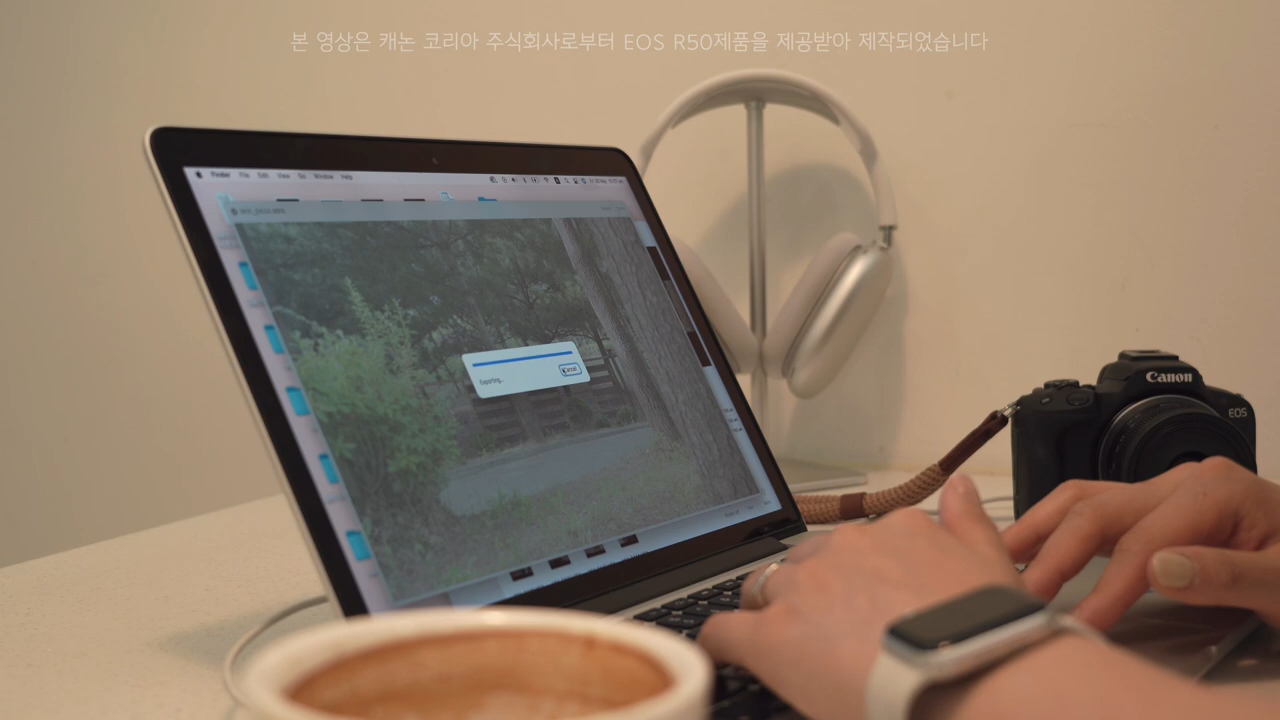 본 영상은 캐논 코리아 주식회사로부터 EOS R50제품을 제공받아 제작되었습니다
Finder File Edit View Go Window Help
Exporting...
Cancel
Canon
EOS